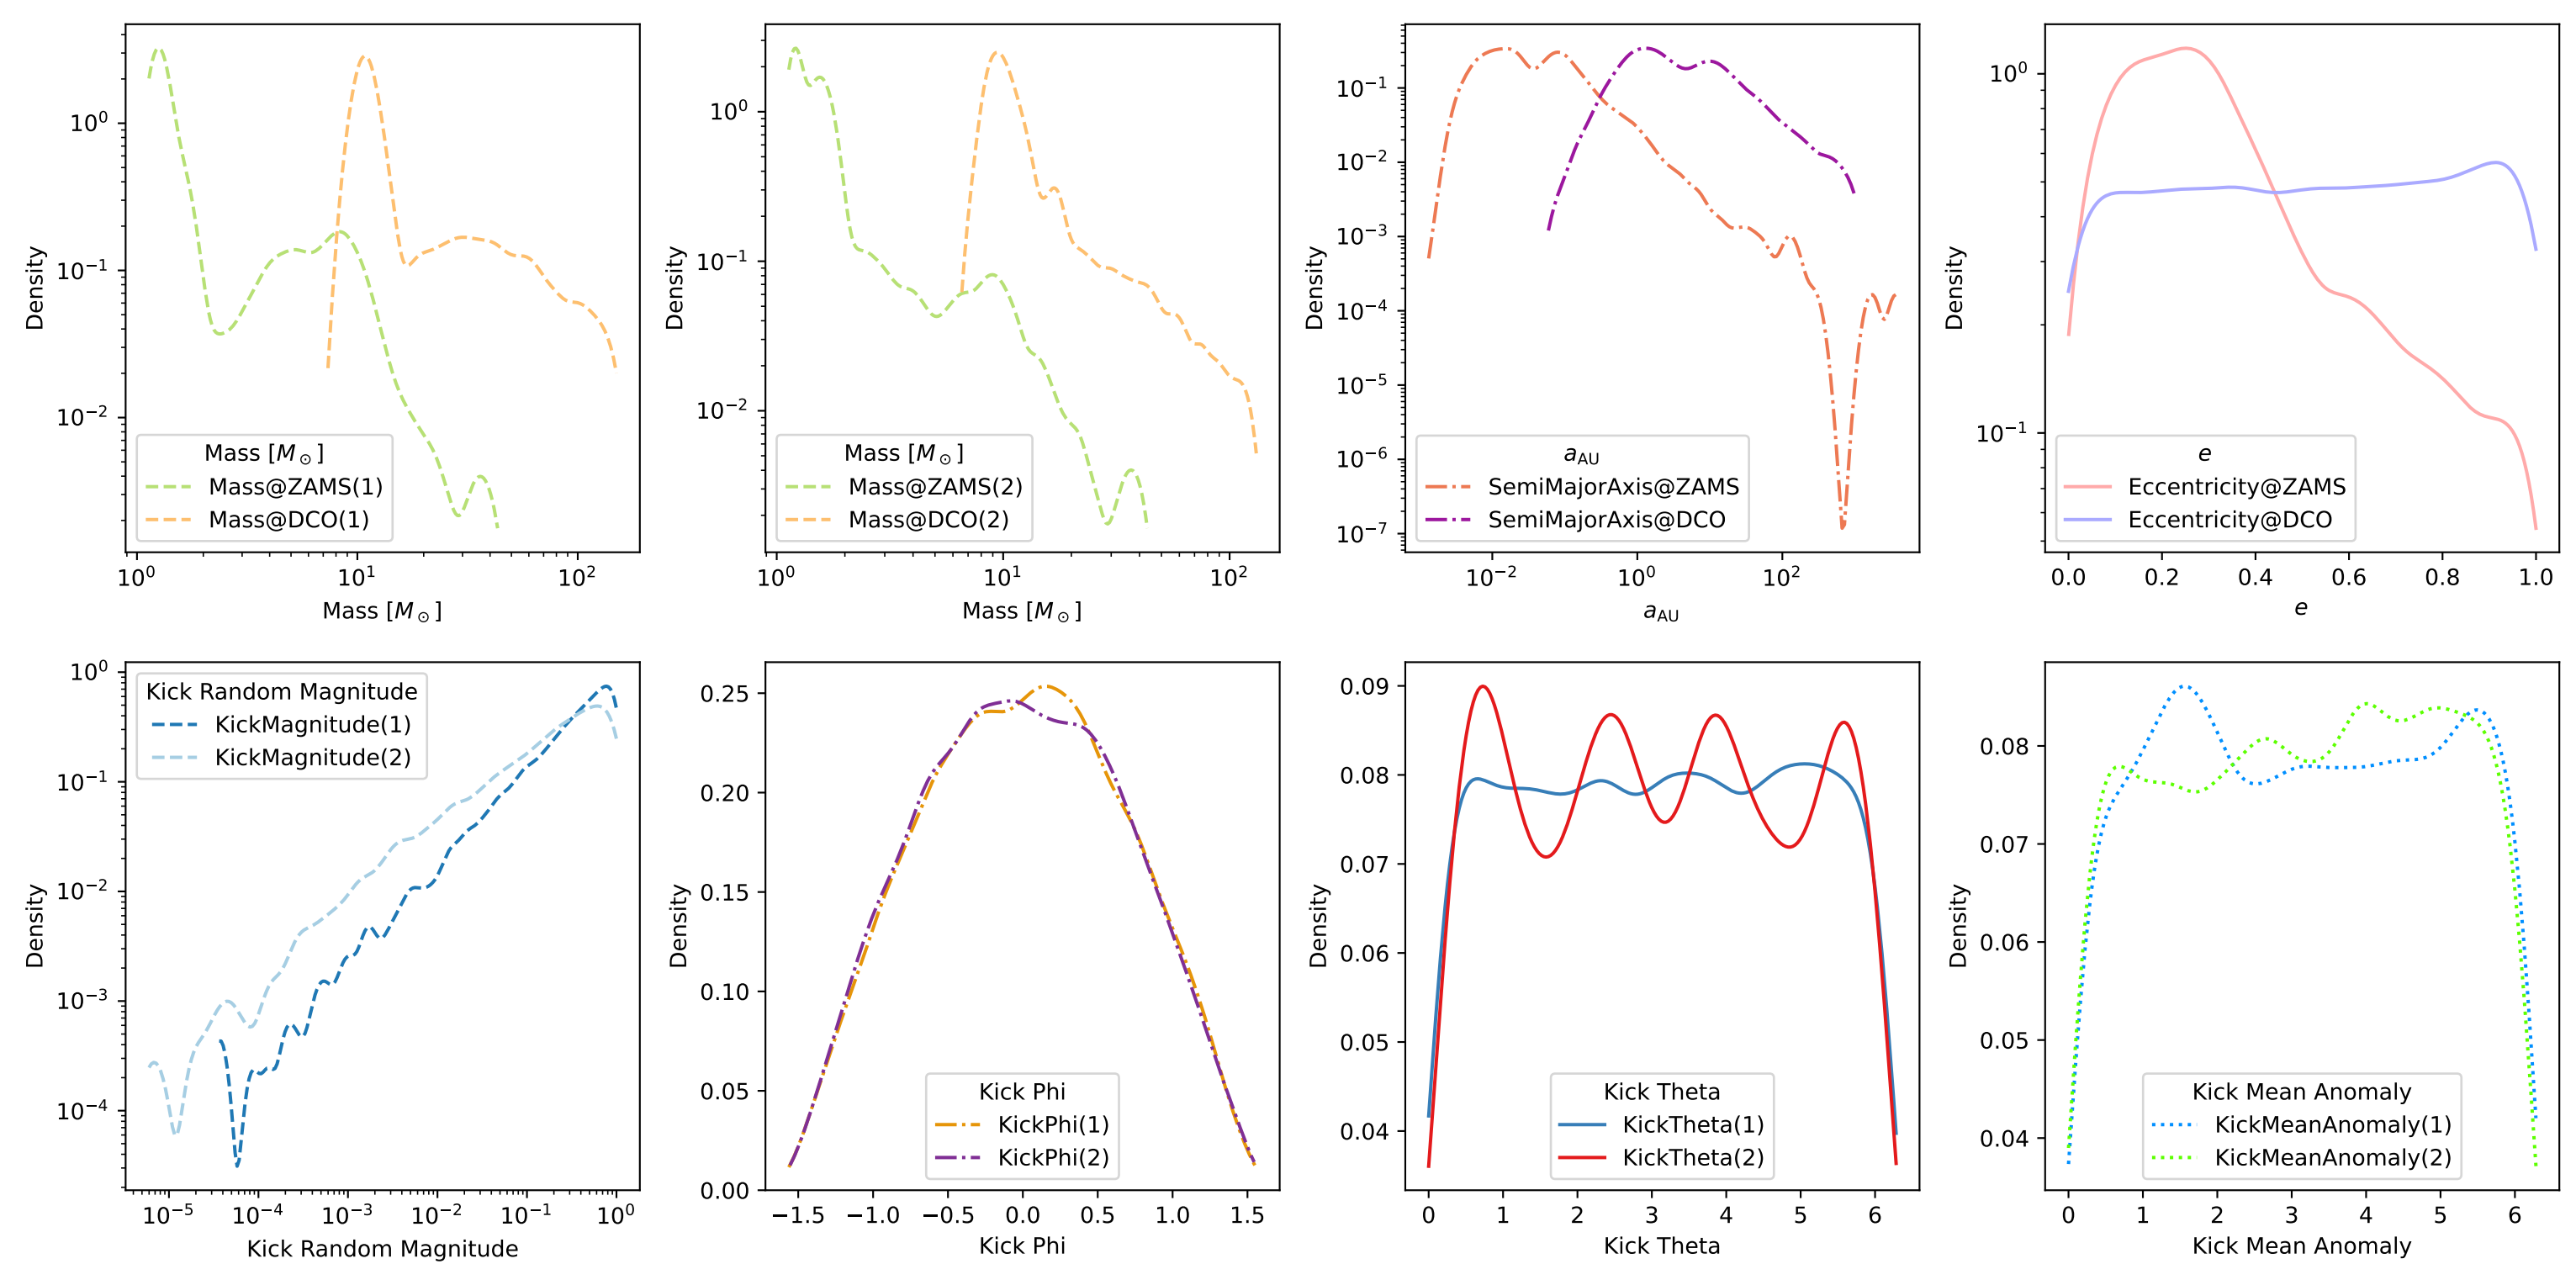 Density
10⁰
10⁻¹
10⁻²
Mass [M⊙]
Mass@ZAMS(1)
Mass@DCO(1)
10⁰ 10¹ 10²
Mass [M⊙]
Density
10⁰
10⁻¹
10⁻²
Mass [M⊙]
Mass@ZAMS(2)
Mass@DCO(2)
10⁰ 10¹ 10²
Mass [M⊙]
Density
10⁻¹
10⁻²
10⁻³
10⁻⁴
10⁻⁵
10⁻⁶
10⁻⁷
a_AU
SemiMajorAxis@ZAMS
SemiMajorAxis@DCO
10⁻² 10⁰ 10²
a_AU
Density
10⁰
10⁻¹
e
Eccentricity@ZAMS
Eccentricity@DCO
0.0 0.2 0.4 0.6 0.8 1.0
e
Density
10⁰
10⁻¹
10⁻²
10⁻³
10⁻⁴
Kick Random Magnitude
KickMagnitude(1)
KickMagnitude(2)
10⁻⁵ 10⁻⁴ 10⁻³ 10⁻² 10⁻¹ 10⁰
Kick Random Magnitude
Density
0.25
0.20
0.15
0.10
0.05
0.00
Kick Phi
KickPhi(1)
KickPhi(2)
−1.5 −1.0 −0.5 0.0 0.5 1.0 1.5
Kick Phi
Density
0.09
0.08
0.07
0.06
0.05
0.04
Kick Theta
KickTheta(1)
KickTheta(2)
0 1 2 3 4 5 6
Kick Theta
Density
0.08
0.07
0.06
0.05
0.04
Kick Mean Anomaly
KickMeanAnomaly(1)
KickMeanAnomaly(2)
0 1 2 3 4 5 6
Kick Mean Anomaly